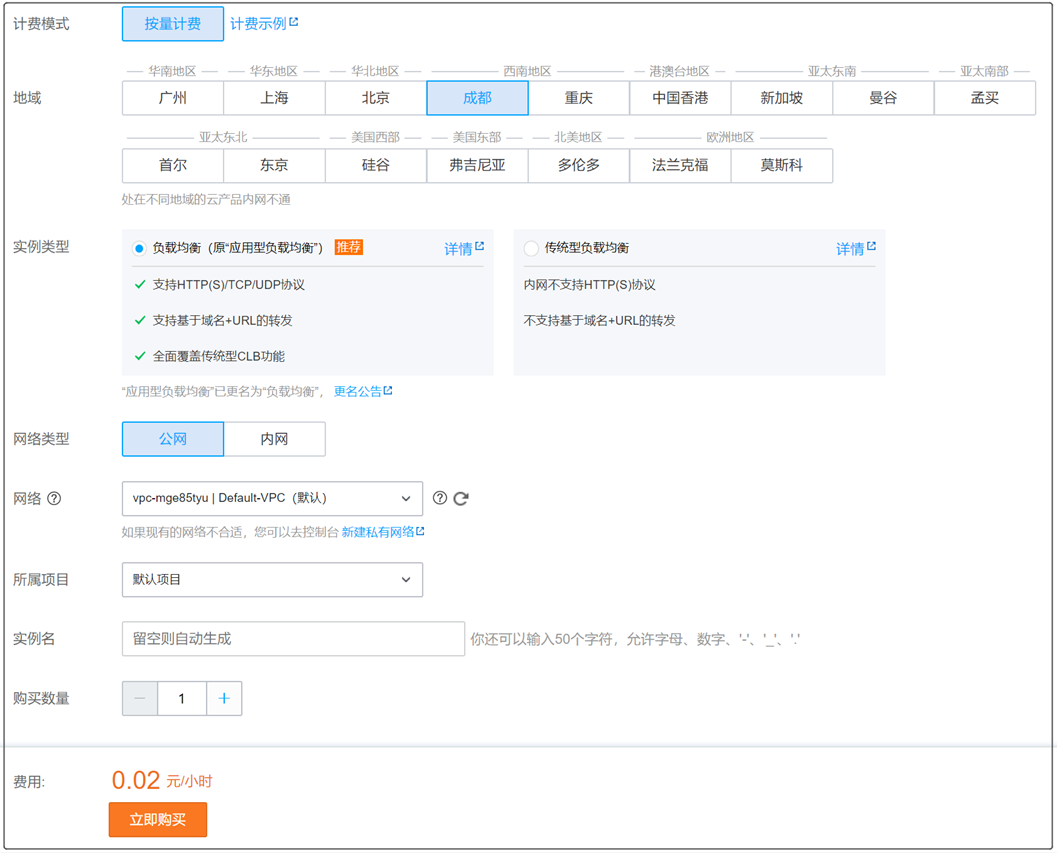 计费模式 按量计费 计费示例
华南地区 华东地区 华北地区 西南地区 港澳台地区 亚太东南 亚太南部
地域 广州 上海 北京 成都 重庆 中国香港 新加坡 曼谷 孟买
亚太东北 美国西部 美国东部 北美地区 欧洲地区
首尔 东京 硅谷 弗吉尼亚 多伦多 法兰克福 莫斯科
处在不同地域的云产品内网不通
实例类型 负载均衡（原“应用型负载均衡”） 推荐 详情 传统型负载均衡 详情
支持HTTP(S)/TCP/UDP协议 内网不支持HTTP(S)协议
支持基于域名+URL的转发 不支持基于域名+URL的转发
全面覆盖传统型CLB功能
“应用型负载均衡”已更名为“负载均衡”， 更名公告
网络类型 公网 内网
网络 ? vpc-mge85tyu | Default-VPC（默认） ?
如果现有的网络不合适，您可以去控制台 新建私有网络
所属项目 默认项目
实例名 留空则自动生成 你还可以输入50个字符，允许字母、数字、'-'、'_'、'.'
购买数量 — 1 +
费用: 0.02 元/小时
立即购买